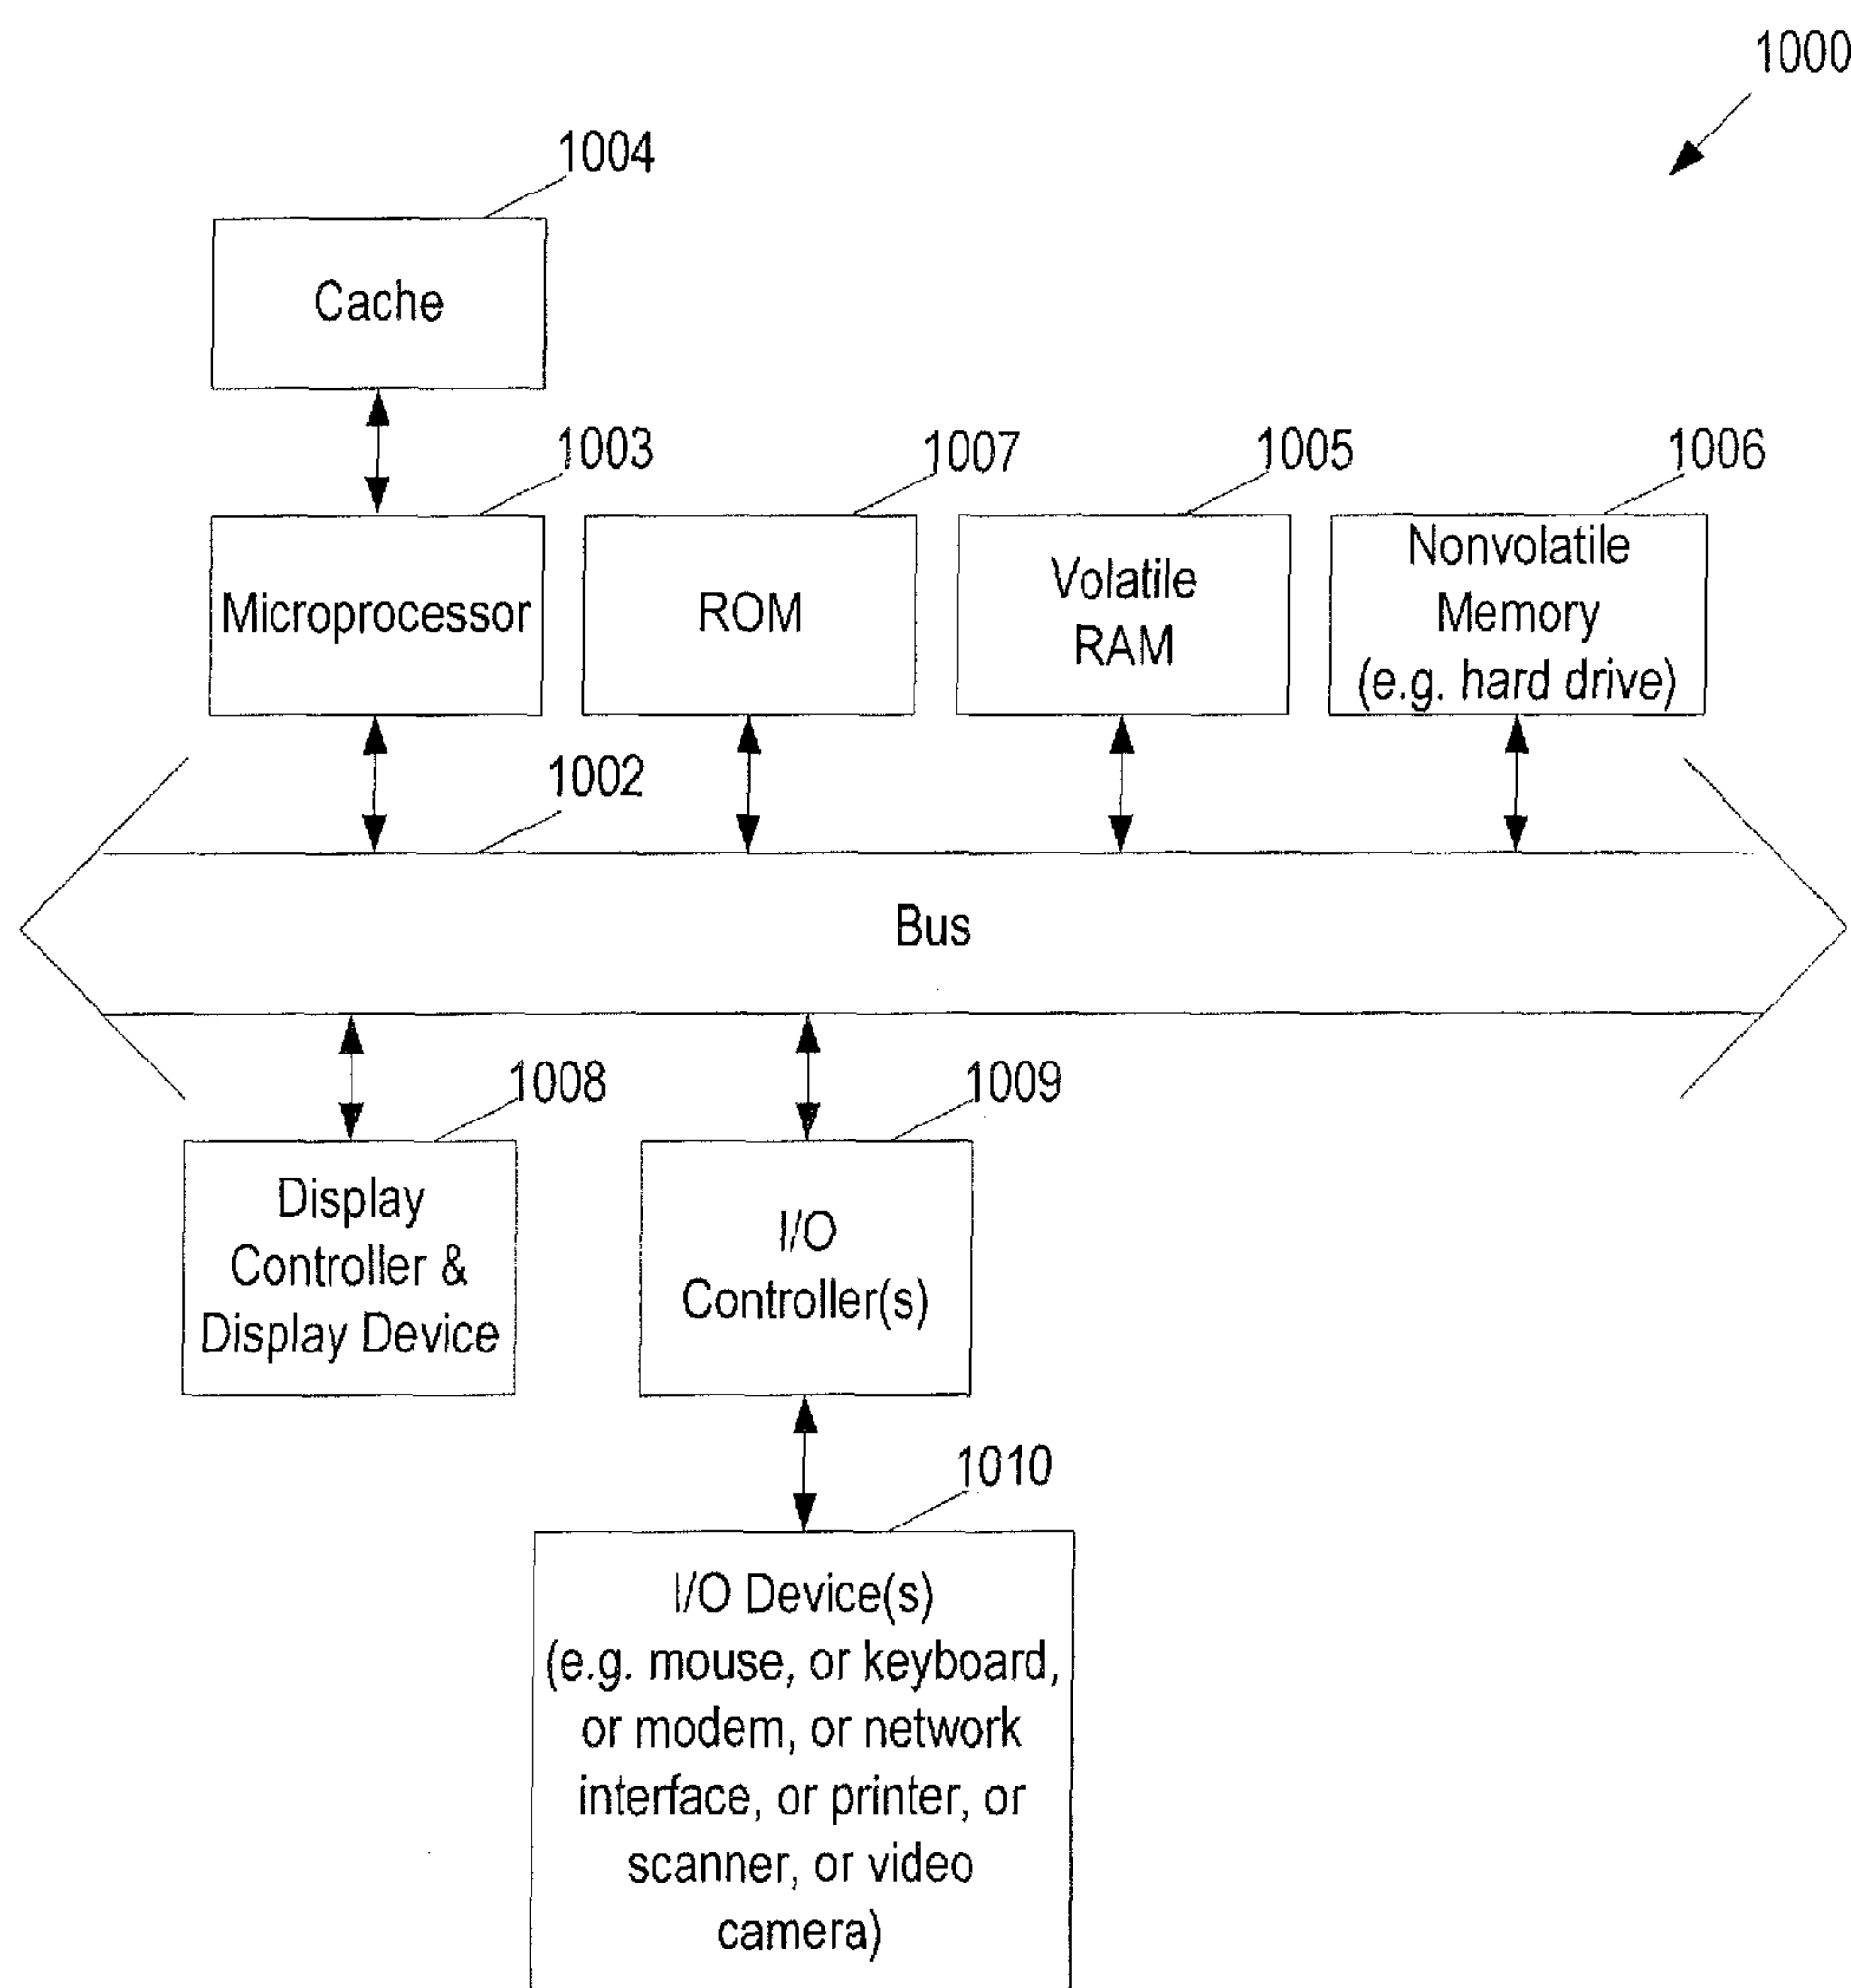 1000
1004
Cache
1003
1007
1005
1006
Microprocessor
ROM
Volatile
RAM
Nonvolatile
Memory
(e.g. hard drive)
1002
Bus
1008
1009
Display
Controller &
Display Device
I/O
Controller(s)
1010
I/O Device(s)
(e.g. mouse, or keyboard,
or modem, or network
interface, or printer, or
scanner, or video
camera)